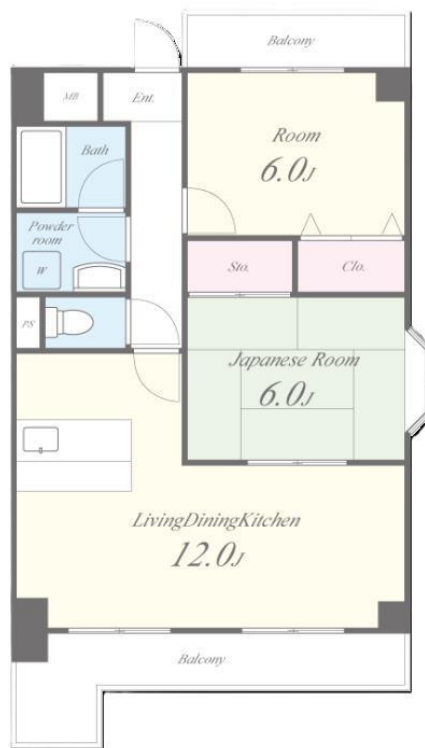 Balcony
MB
Ent.
Room
6.0J
Bath
Powder
room
W
Sto.
Clo.
PS
Japanese Room
6.0J
LivingDiningKitchen
12.0J
Balcony